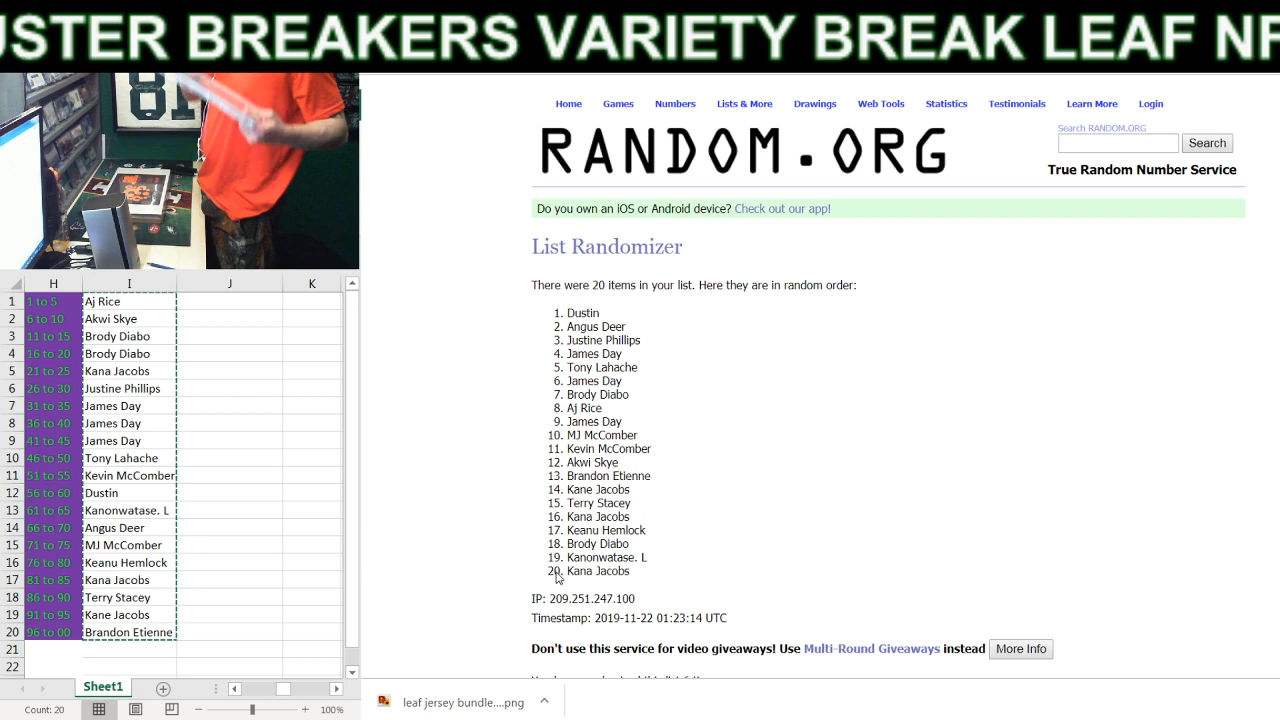 USTER BREAKERS VARIETY BREAK LEAF NF
81
Home Games Numbers Lists & More Drawings Web Tools Statistics Testimonials Learn More Login
Search RANDOM.ORG
RANDOM.ORG
Search
True Random Number Service
Do you own an iOS or Android device? Check out our app!
List Randomizer
There were 20 items in your list. Here they are in random order:
1. Dustin
2. Angus Deer
3. Justine Phillips
4. James Day
5. Tony Lahache
6. James Day
7. Brody Diabo
8. Aj Rice
9. James Day
10. MJ McComber
11. Kevin McComber
12. Akwi Skye
13. Brandon Etienne
14. Kane Jacobs
15. Terry Stacey
16. Kana Jacobs
17. Keanu Hemlock
18. Brody Diabo
19. Kanonwatase. L
20. Kana Jacobs
IP: 209.251.247.100
Timestamp: 2019-11-22 01:23:14 UTC
Don't use this service for video giveaways! Use Multi-Round Giveaways instead More Info
H I J K
1 1 to 5 Aj Rice
2 6 to 10 Akwi Skye
3 11 to 15 Brody Diabo
4 16 to 20 Brody Diabo
5 21 to 25 Kana Jacobs
6 26 to 30 Justine Phillips
7 31 to 35 James Day
8 36 to 40 James Day
9 41 to 45 James Day
10 46 to 50 Tony Lahache
11 51 to 55 Kevin McComber
12 56 to 60 Dustin
13 61 to 65 Kanonwatase. L
14 66 to 70 Angus Deer
15 71 to 75 MJ McComber
16 76 to 80 Keanu Hemlock
17 81 to 85 Kana Jacobs
18 86 to 90 Terry Stacey
19 91 to 95 Kane Jacobs
20 96 to 00 Brandon Etienne
21
22
Sheet1
Count: 20
100%
leaf jersey bundle....png